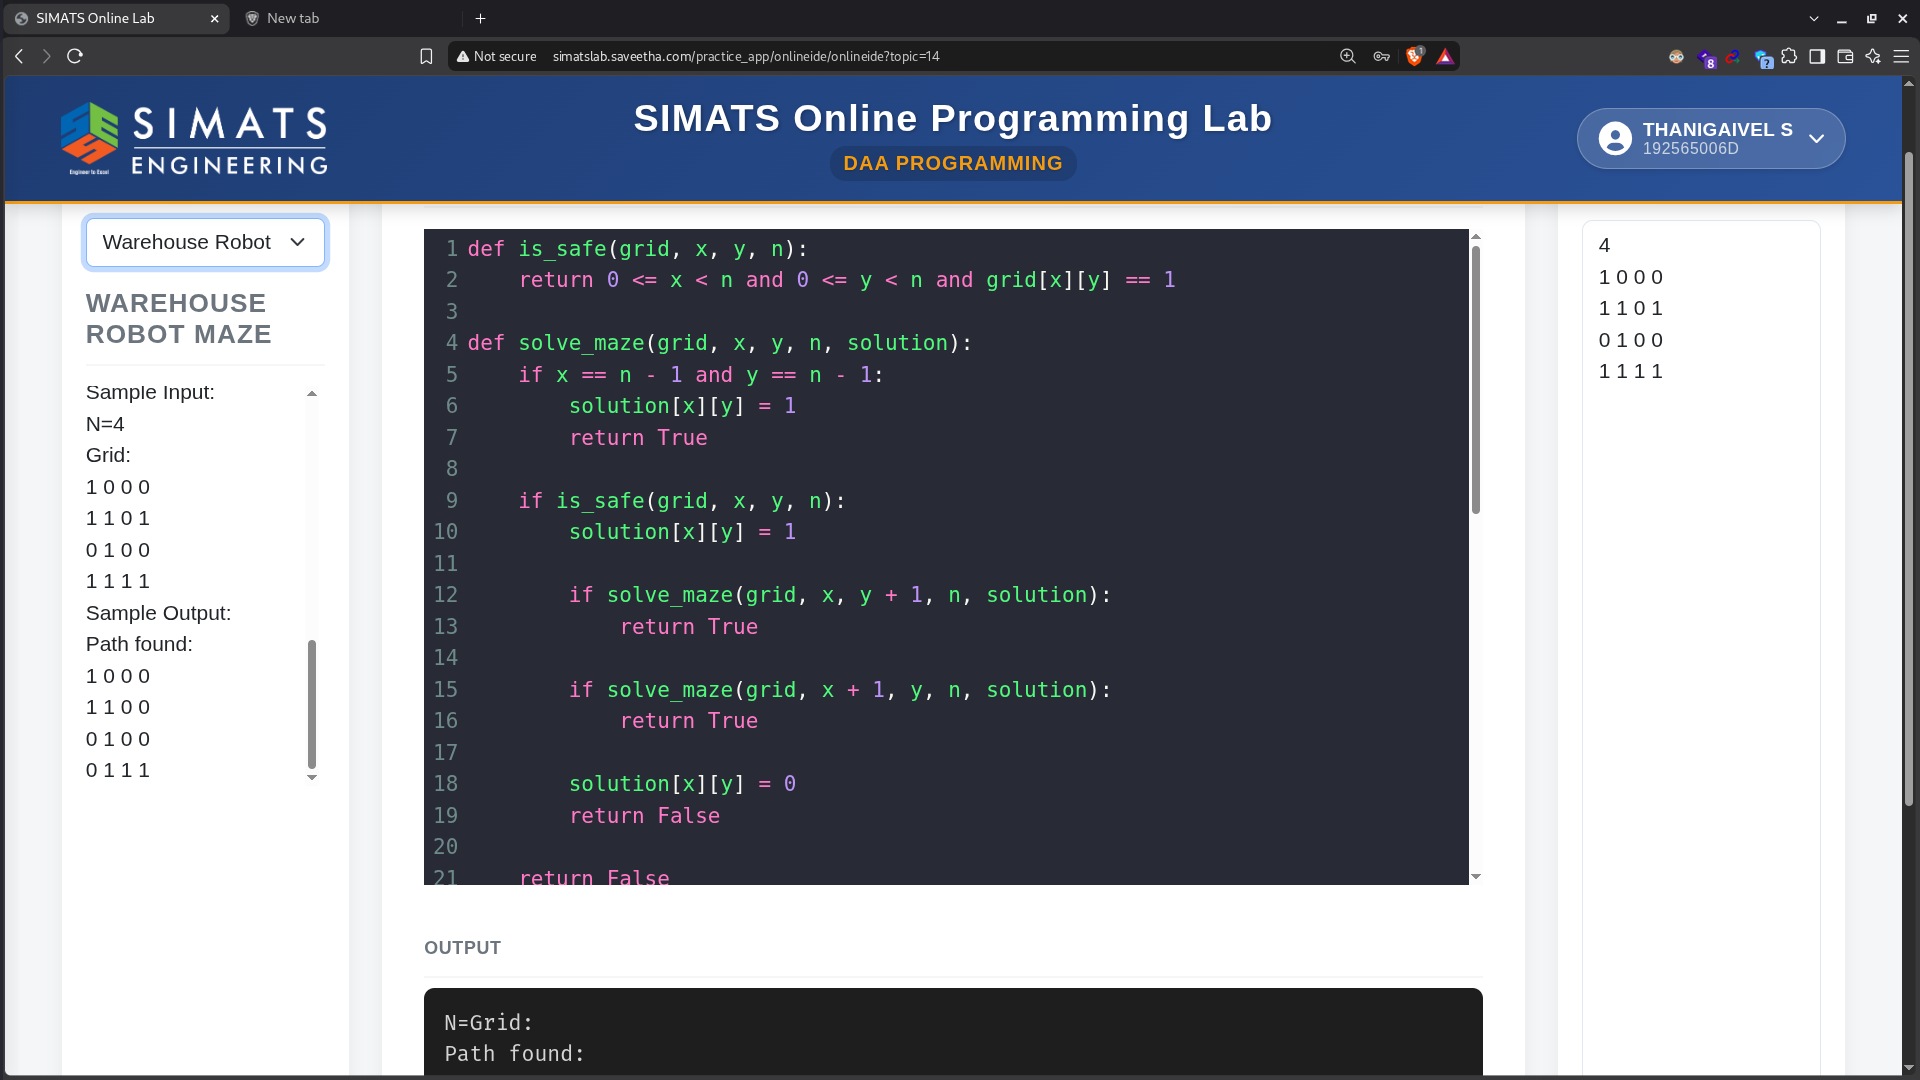 SIMATS Online Lab
New tab
Not secure simatslab.saveetha.com/practice_app/onlineide/onlineide?topic=14
1
8
?
SIMATS
ENGINEERING
Engineer to Excel
SIMATS Online Programming Lab
DAA PROGRAMMING
THANIGAIVEL S
192565006D
Warehouse Robot
WAREHOUSE
ROBOT MAZE
Sample Input:
N=4
Grid:
1 0 0 0
1 1 0 1
0 1 0 0
1 1 1 1
Sample Output:
Path found:
1 0 0 0
1 1 0 0
0 1 0 0
0 1 1 1
1 def is_safe(grid, x, y, n):
2     return 0 <= x < n and 0 <= y < n and grid[x][y] == 1
3
4 def solve_maze(grid, x, y, n, solution):
5     if x == n - 1 and y == n - 1:
6         solution[x][y] = 1
7         return True
8
9     if is_safe(grid, x, y, n):
10         solution[x][y] = 1
11
12         if solve_maze(grid, x, y + 1, n, solution):
13             return True
14
15         if solve_maze(grid, x + 1, y, n, solution):
16             return True
17
18         solution[x][y] = 0
19         return False
20
21     return False
OUTPUT
N=Grid:
Path found:
4
1 0 0 0
1 1 0 1
0 1 0 0
1 1 1 1